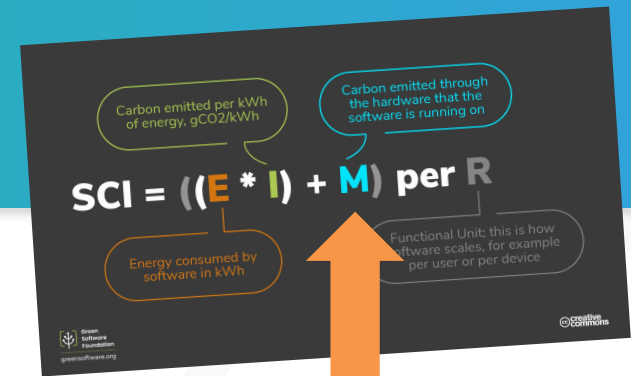 Carbon emitted per kWh
of energy, gCO2/kWh
Carbon emitted through
the hardware that the
software is running on
SCI = ((E * I) + M) per R
Energy consumed by
software in kWh
Functional Unit; this is how
software scales, for example
per user or per device
Green
Software
Foundation
greensoftware.org
cc creative
commons